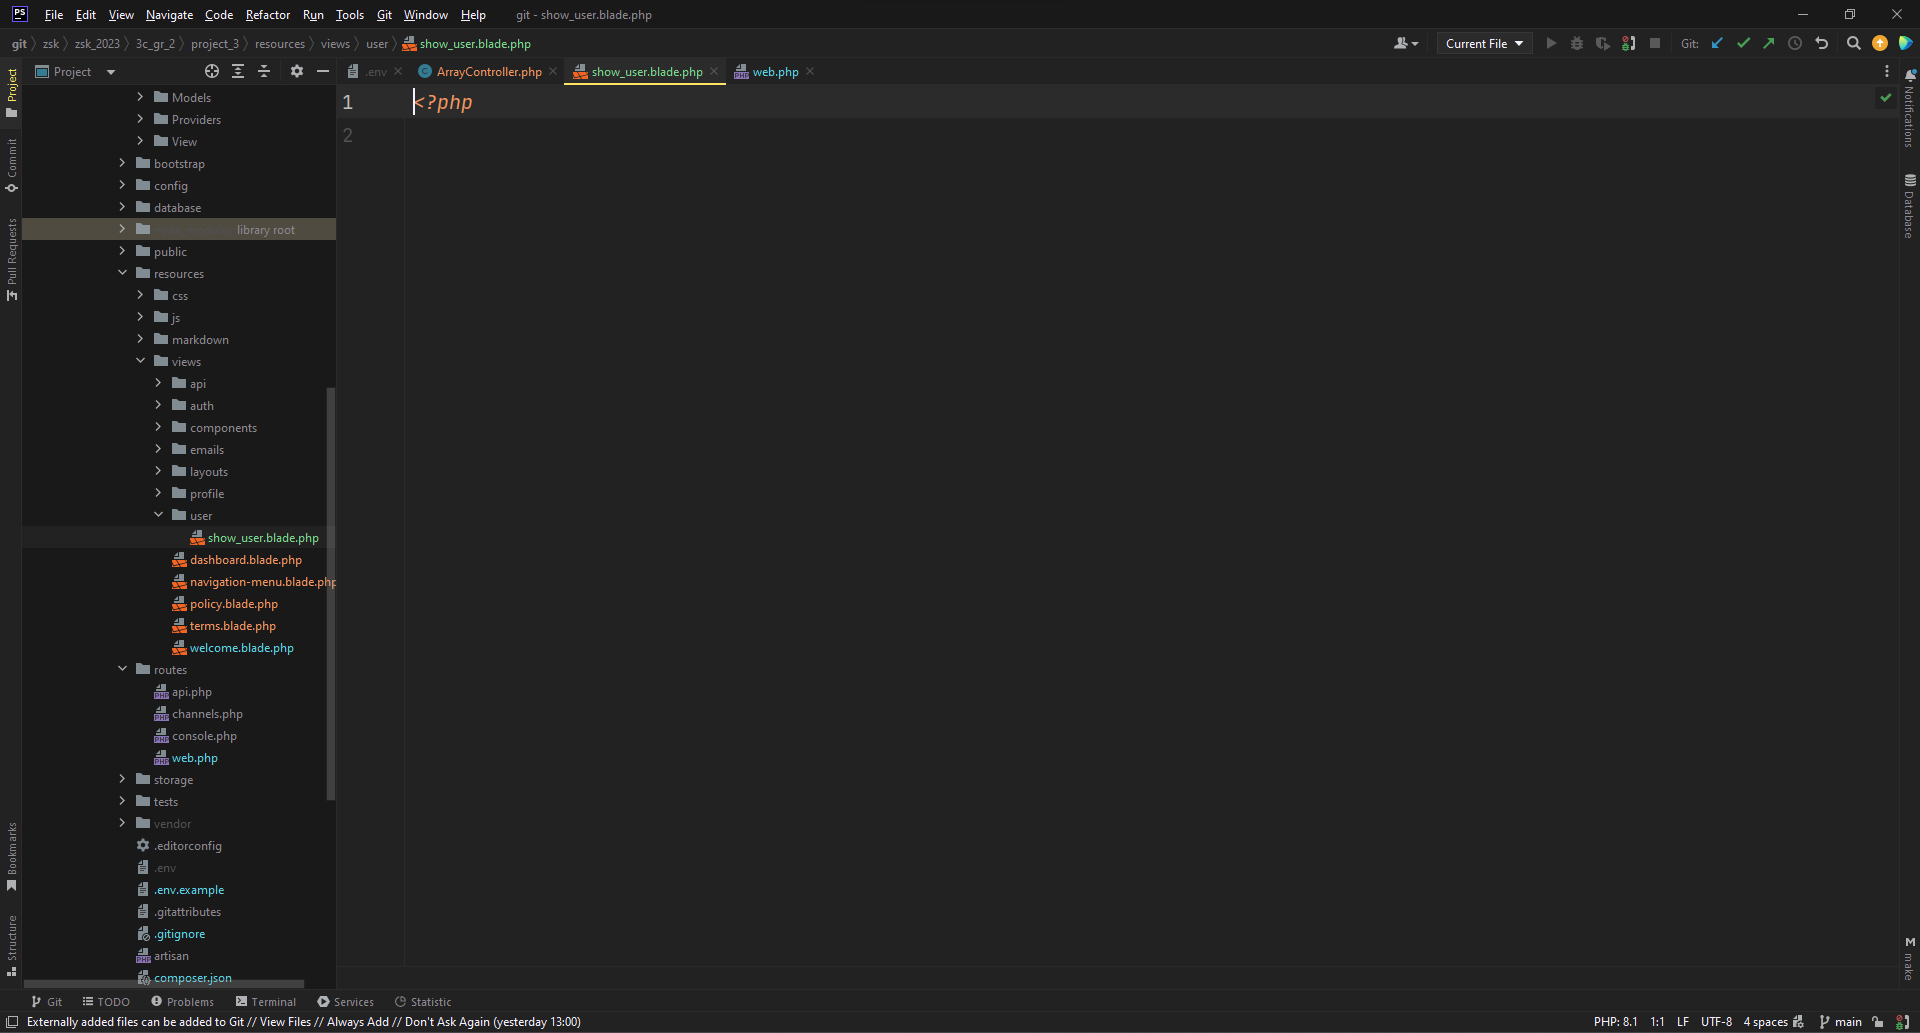 PS File Edit View Navigate Code Refactor Run Tools Git Window Help git - show_user.blade.php
git zsk zsk_2023 3c_gr_2 project_3 resources views user show_user.blade.php Current File Git:
Project .env ArrayController.php show_user.blade.php web.php
Project
Commit
Pull Requests
Bookmarks
Structure
Models
Providers
View
bootstrap
config
database
library root
public
resources
css
js
markdown
views
api
auth
components
emails
layouts
profile
user
show_user.blade.php
dashboard.blade.php
navigation-menu.blade.php
policy.blade.php
terms.blade.php
welcome.blade.php
routes
api.php
channels.php
console.php
web.php
storage
tests
vendor
.editorconfig
.env
.env.example
.gitattributes
.gitignore
artisan
composer.json
1 <?php
2
Notifications
Database
M make
Git TODO Problems Terminal Services Statistic
Externally added files can be added to Git // View Files // Always Add // Don't Ask Again (yesterday 13:00) PHP: 8.1 1:1 LF UTF-8 4 spaces main